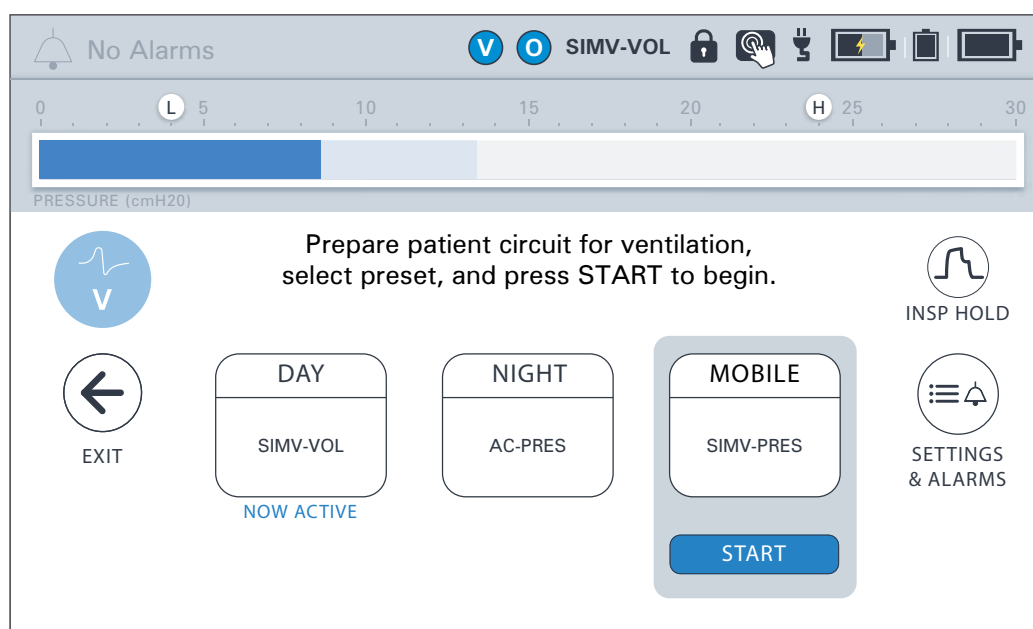 No Alarms
V O SIMV-VOL
0 L 5 10 15 20 H 25 30
PRESSURE (cmH20)
Prepare patient circuit for ventilation,
select preset, and press START to begin.
V
INSP HOLD
DAY
SIMV-VOL
NOW ACTIVE
NIGHT
AC-PRES
MOBILE
SIMV-PRES
START
EXIT
SETTINGS
& ALARMS